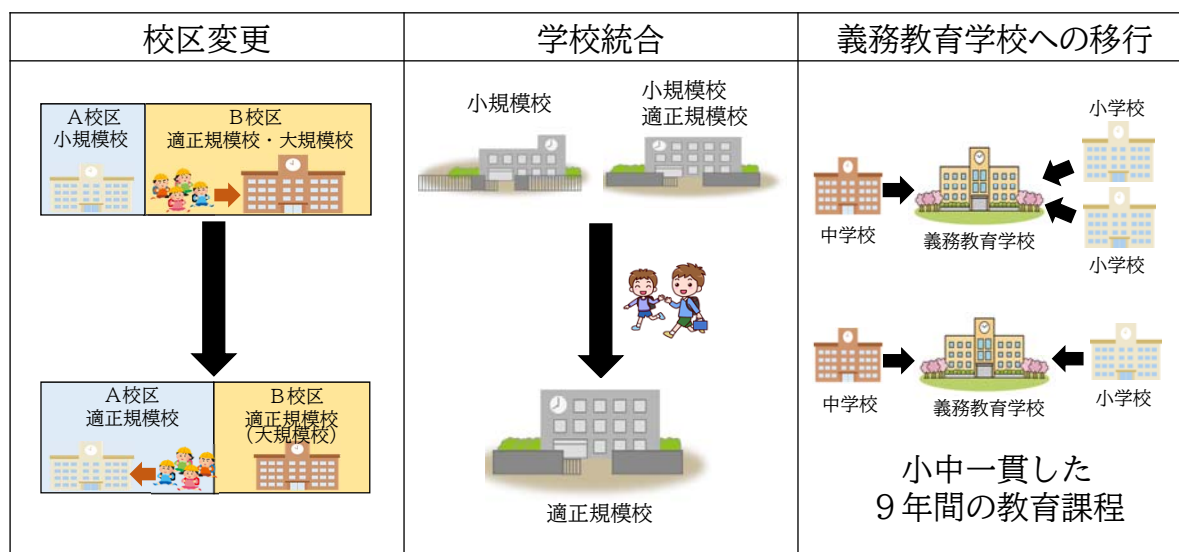 校区変更
A校区
小規模校
B校区
適正規模校・大規模校
A校区
適正規模校
B校区
適正規模校
（大規模校）
学校統合
小規模校
小規模校
適正規模校
適正規模校
義務教育学校への移行
小学校
中学校
義務教育学校
小学校
中学校
義務教育学校
小学校
小中一貫した
９年間の教育課程